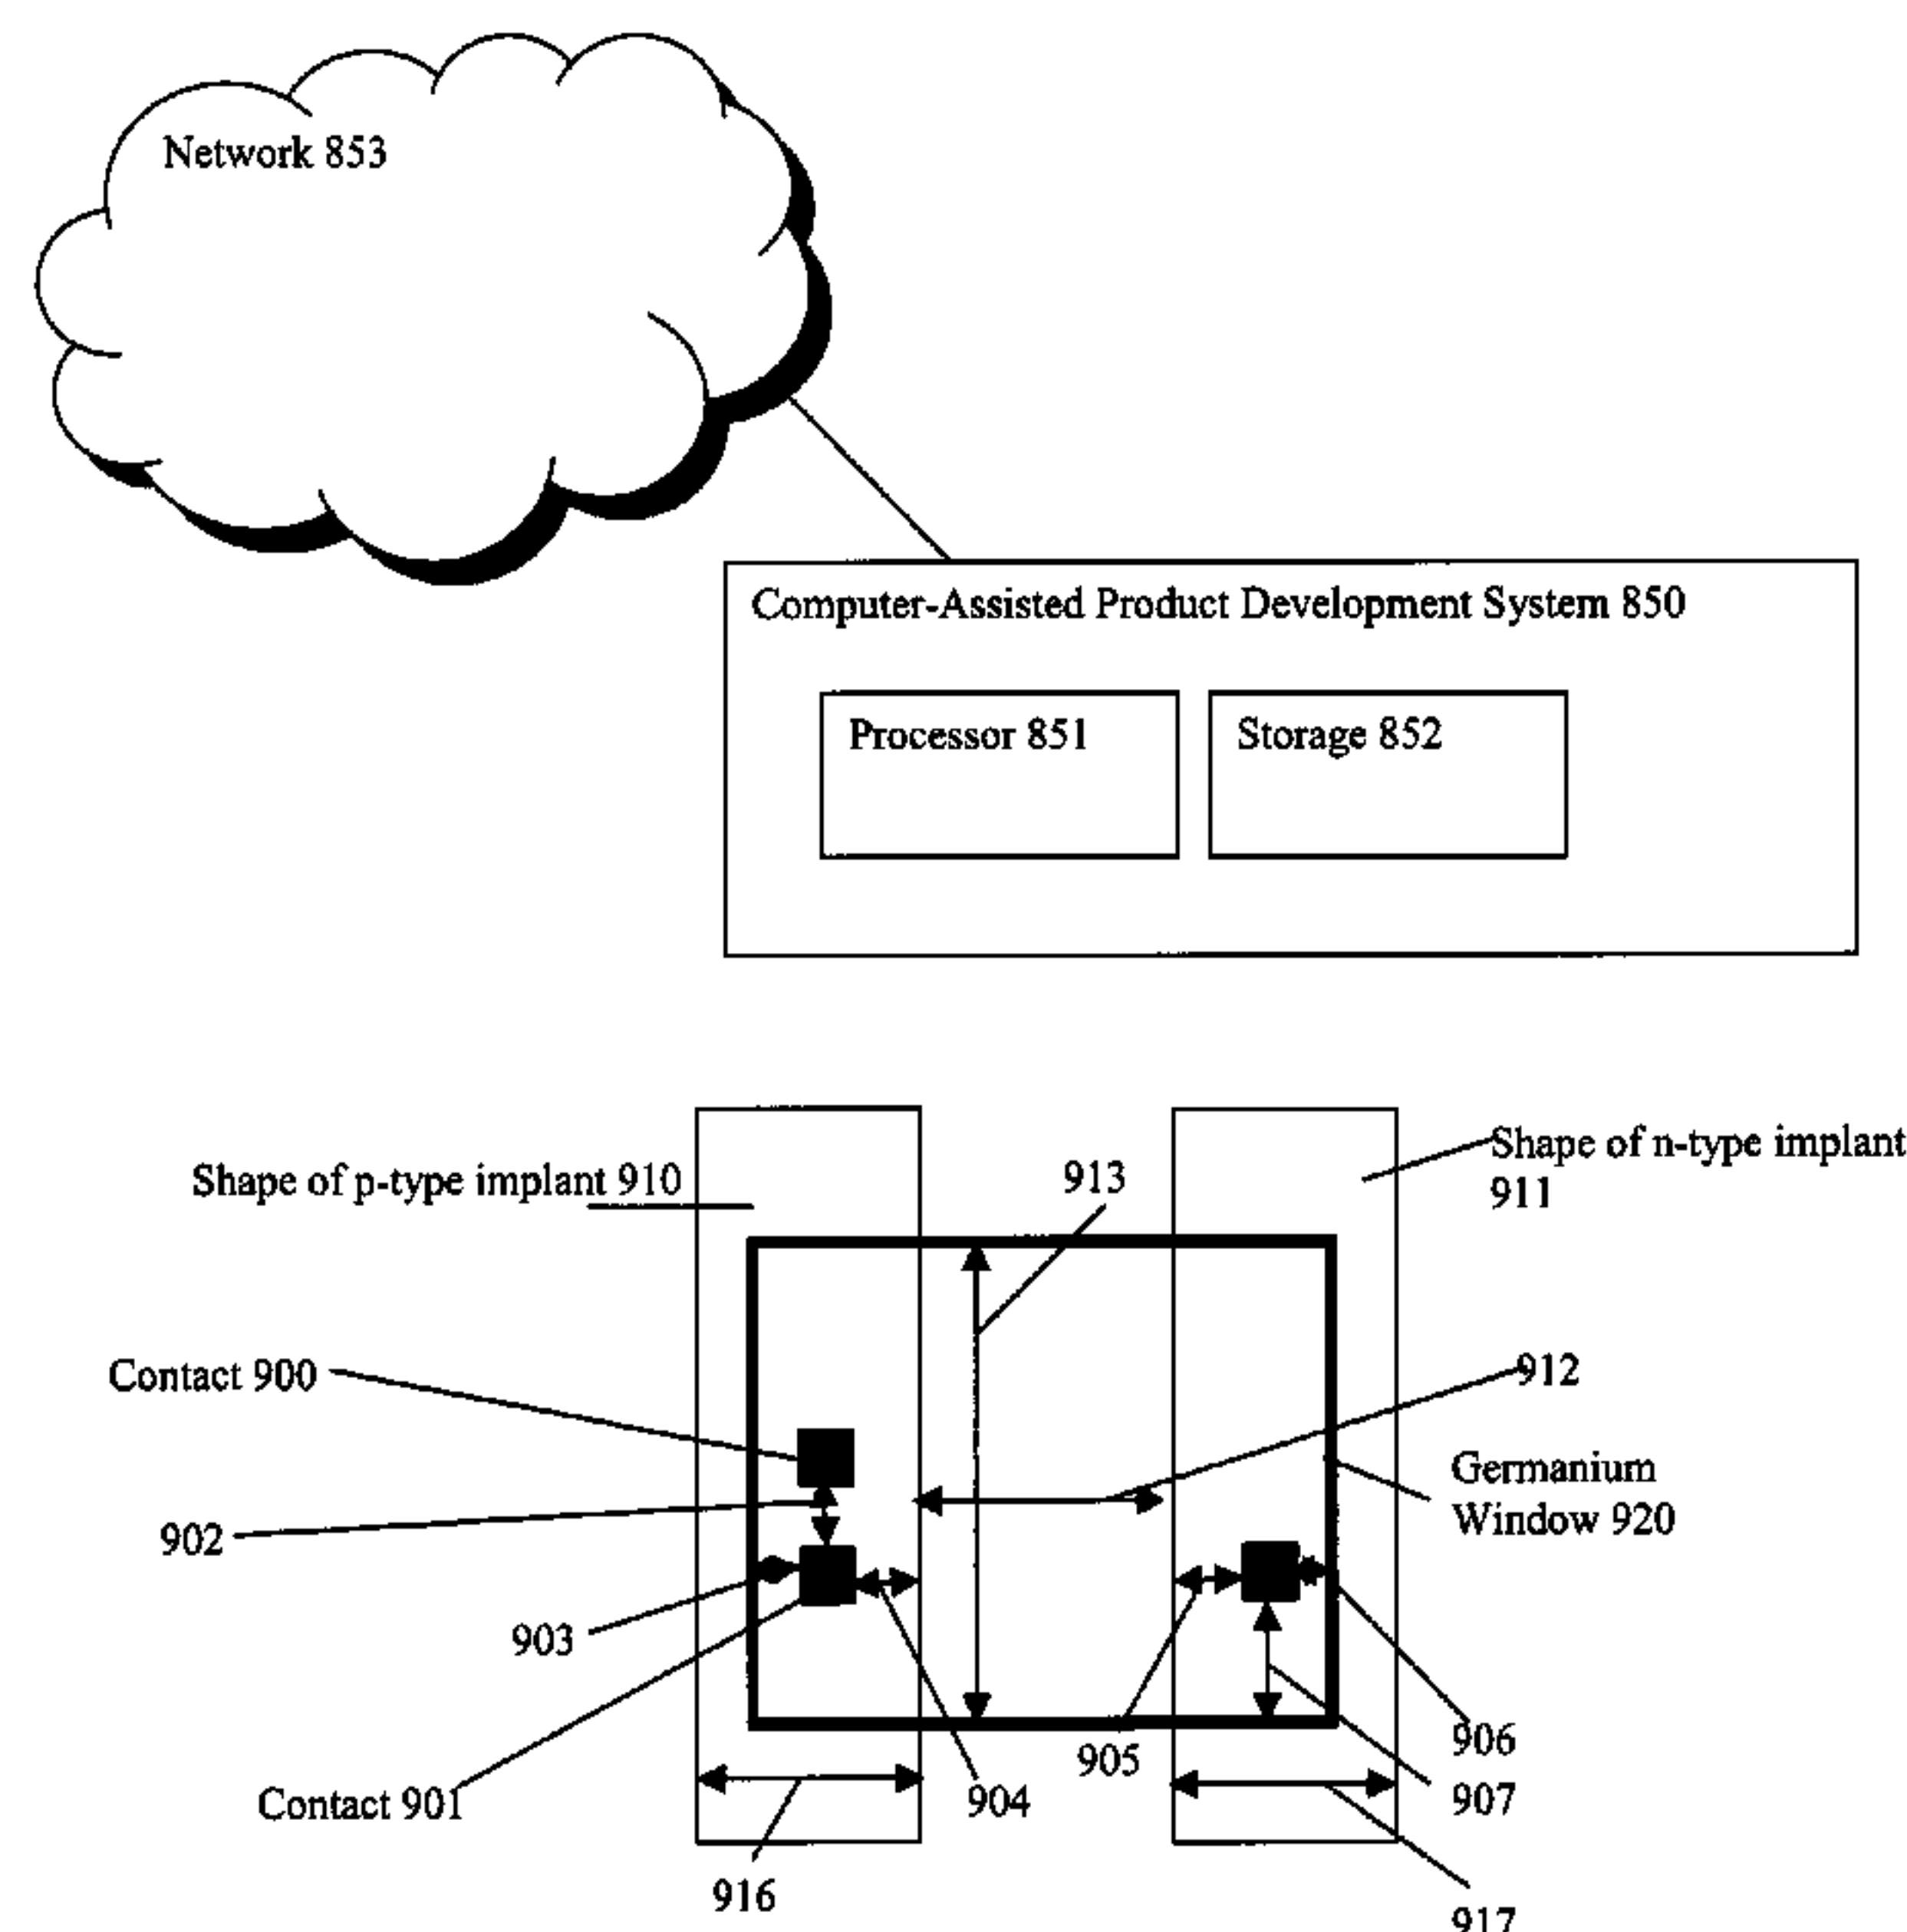 Network 853
Computer-Assisted Product Development System 850
Processor 851
Storage 852
Shape of p-type implant 910
913
Shape of n-type implant
911
Contact 900
912
Germanium
Window 920
902
903
905
906
Contact 901
904
907
916
917